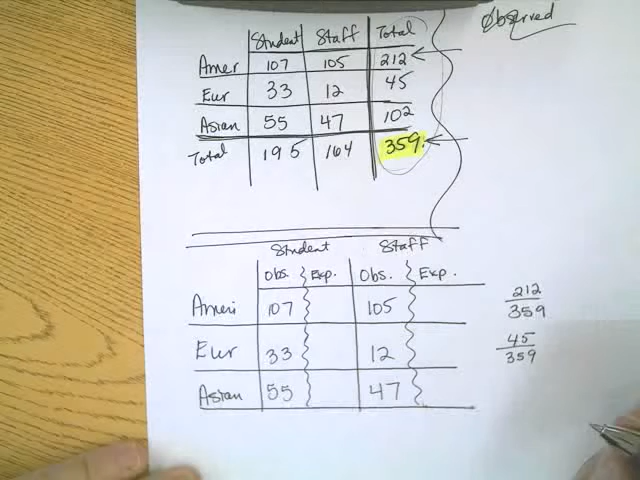 Observed
Student Staff Total
Amer 107 105 212
Eur 33 12 45
Asian 55 47 102
Total 195 164 359
Student Staff
Obs. Exp. Obs. Exp.
Ameri 107 105
Eur 33 12
Asian 55 47
212
359
45
359